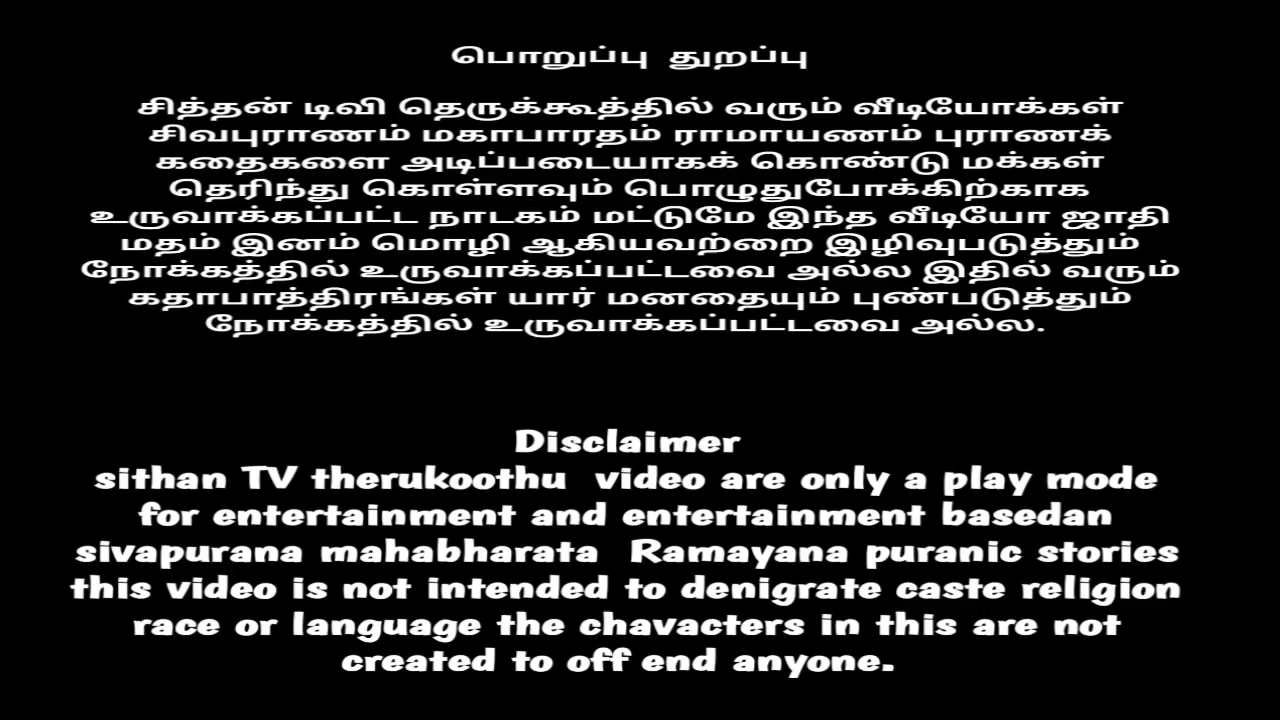 பொறுப்பு துறப்பு
சித்தன் டிவி தெருக்கூத்தில் வரும் வீடியோக்கள்
சிவபுராணம் மகாபாரதம் ராமாயணம் புராணக்
கதைகளை அடிப்படையாகக் கொண்டு மக்கள்
தெரிந்து கொள்ளவும் பொழுதுபோக்கிற்காக
உருவாக்கப்பட்ட நாடகம் மட்டுமே இந்த வீடியோ ஜாதி
மதம் இனம் மொழி ஆகியவற்றை இழிவுபடுத்தும்
நோக்கத்தில் உருவாக்கப்பட்டவை அல்ல இதில் வரும்
கதாபாத்திரங்கள் யார் மனதையும் புண்படுத்தும்
நோக்கத்தில் உருவாக்கப்பட்டவை அல்ல.
Disclaimer
sithan TV therukoothu video are only a play mode
for entertainment and entertainment basedan
sivapurana mahabharata Ramayana puranic stories
this video is not intended to denigrate caste religion
race or language the chavacters in this are not
created to off end anyone.